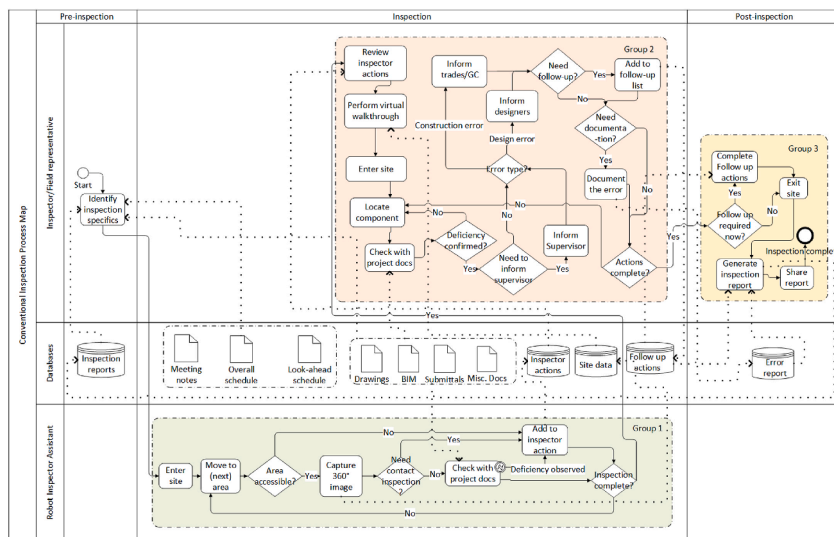 Pre-inspection
Inspection
Post-inspection
Conventional Inspection Process Map
Inspector/Field representative
Start
Identify
inspection
specifics
Group 2
Review
inspector
actions
Perform virtual
walkthrough
Enter site
Locate
component
Check with
project docs
Deficiency
confirmed?
No
Yes
Need to
inform
supervisor
Yes
No
Inform
Supervisor
Error type?
Construction error
Design error
Inform
trades/GC
Inform
designers
Need
follow-up?
Yes
No
Add to
follow-up
list
Need
documenta
-tion?
Yes
No
Document
the error
Actions
complete?
No
Yes
Group 3
Complete
Follow up
actions
Yes
Follow up
required
now?
No
Exit
site
Inspection comple
Generate
inspection
report
Share
report
Databases
Inspection
reports
Meeting
notes
Overall
schedule
Look-ahead
schedule
Drawings
BIM
Submittals
Misc. Docs
Inspector
actions
Site data
Follow up
actions
Error
report
Yes
Robot Inspector Assistant
Group 1
Enter
site
Move to
(next)
area
Area
accessible?
No
Yes
Capture
360°
image
Need
contact
inspection
?
Yes
No
Check with
project docs
Deficiency observed
Add to
inspector
action
Inspection
complete?
No